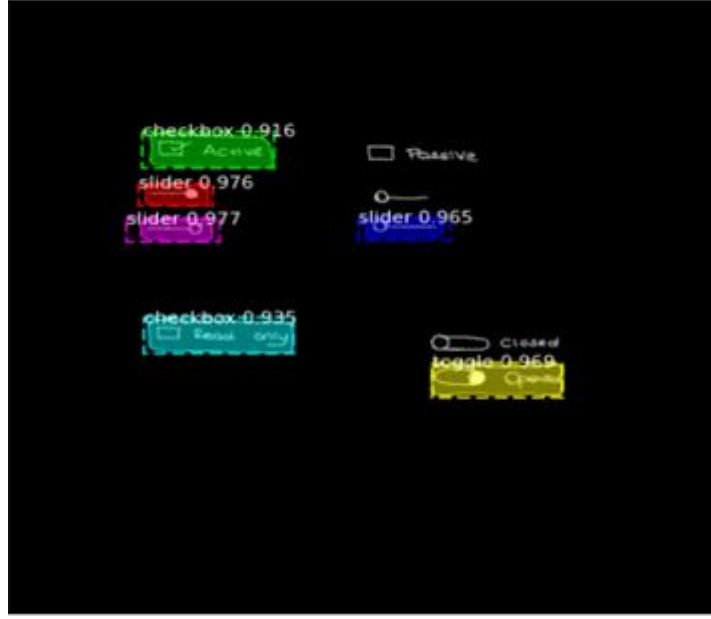 checkbox 0.916
Active
Passive
slider 0.976
slider 0.977
slider 0.965
checkbox 0.935
Read only
Closed
toggle 0.969
Opened